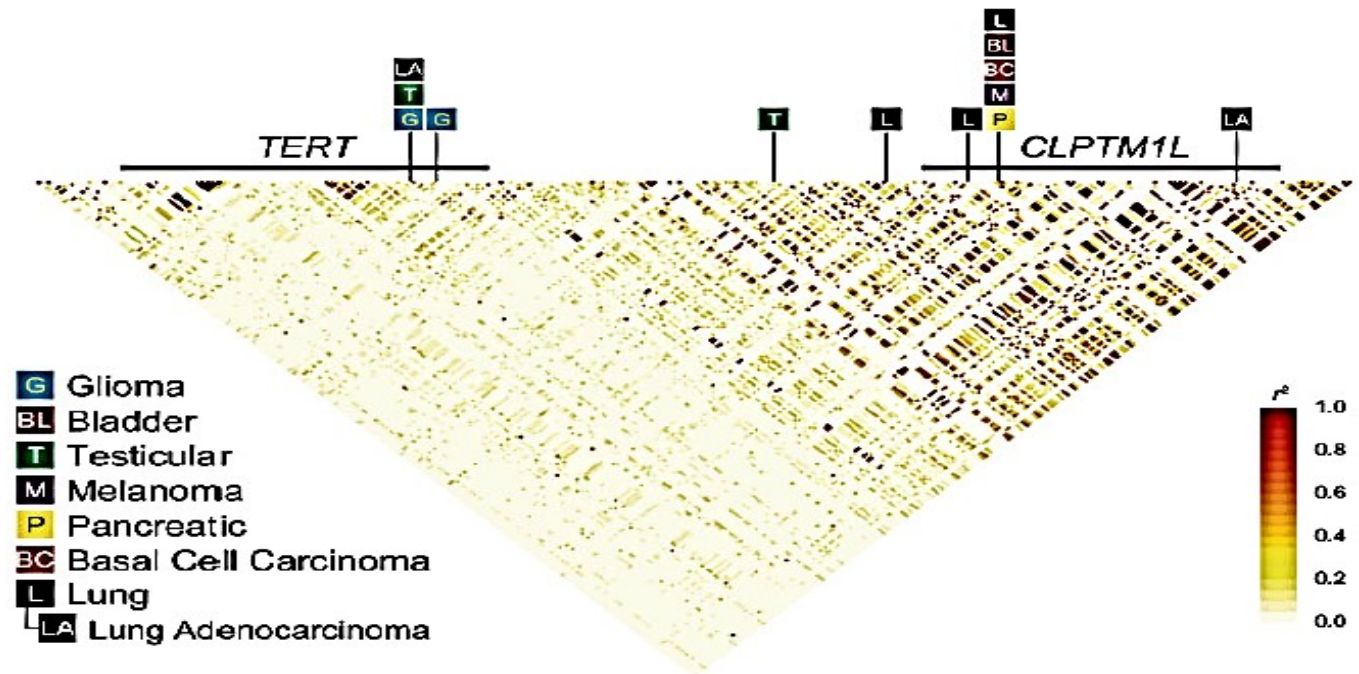 L
BL
LA BC
T M
G G T L L P LA
TERT CLPTM1L
G Glioma
BL Bladder
T Testicular
M Melanoma
P Pancreatic
BC Basal Cell Carcinoma
L Lung
LA Lung Adenocarcinoma
r²
1.0
0.8
0.6
0.4
0.2
0.0